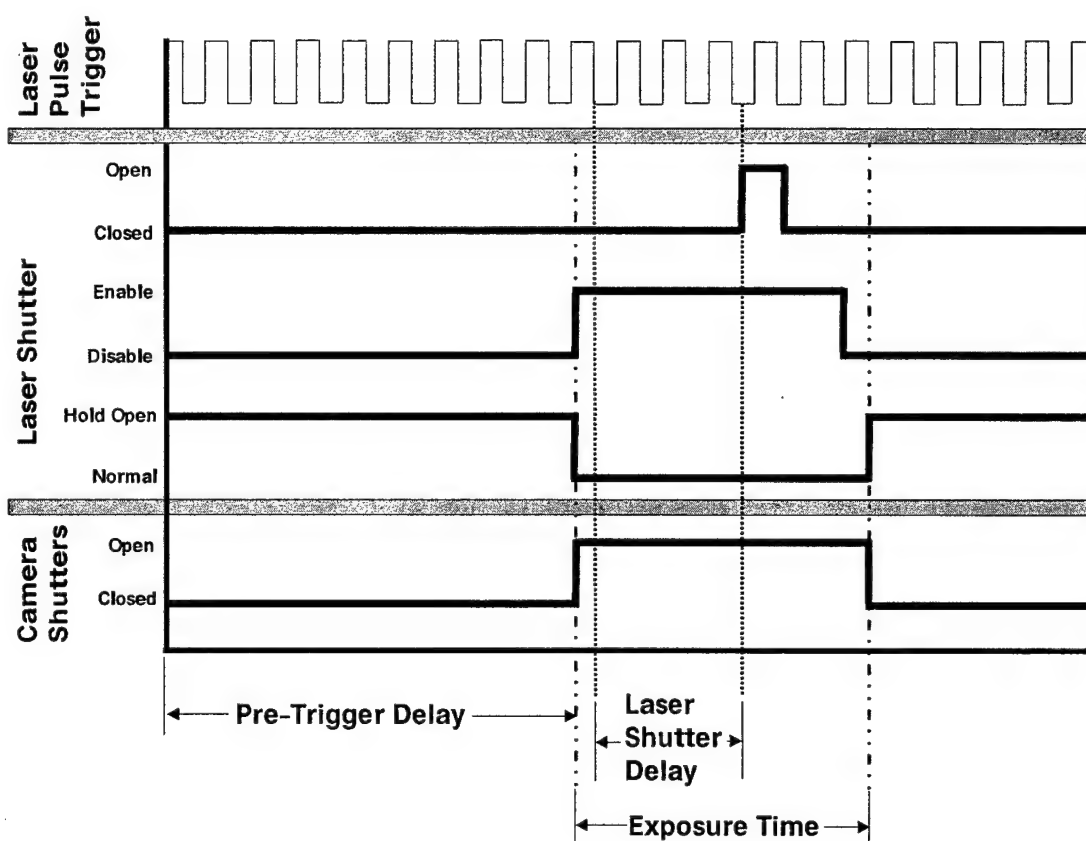 Laser
Pulse
Trigger
Laser Shutter
Open
Closed
Enable
Disable
Hold Open
Normal
Camera
Shutters
Open
Closed
Pre-Trigger Delay
Laser
Shutter
Delay
Exposure Time